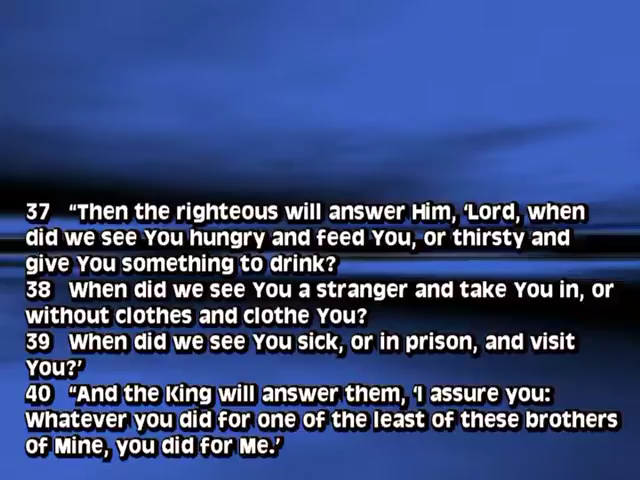 37 “Then the righteous will answer Him, ‘Lord, when
did we see You hungry and feed You, or thirsty and
give You something to drink?
38 When did we see You a stranger and take You in, or
without clothes and clothe You?
39 When did we see You sick, or in prison, and visit
You?’
40 “And the King will answer them, ‘I assure you:
Whatever you did for one of the least of these brothers
of Mine, you did for Me.’